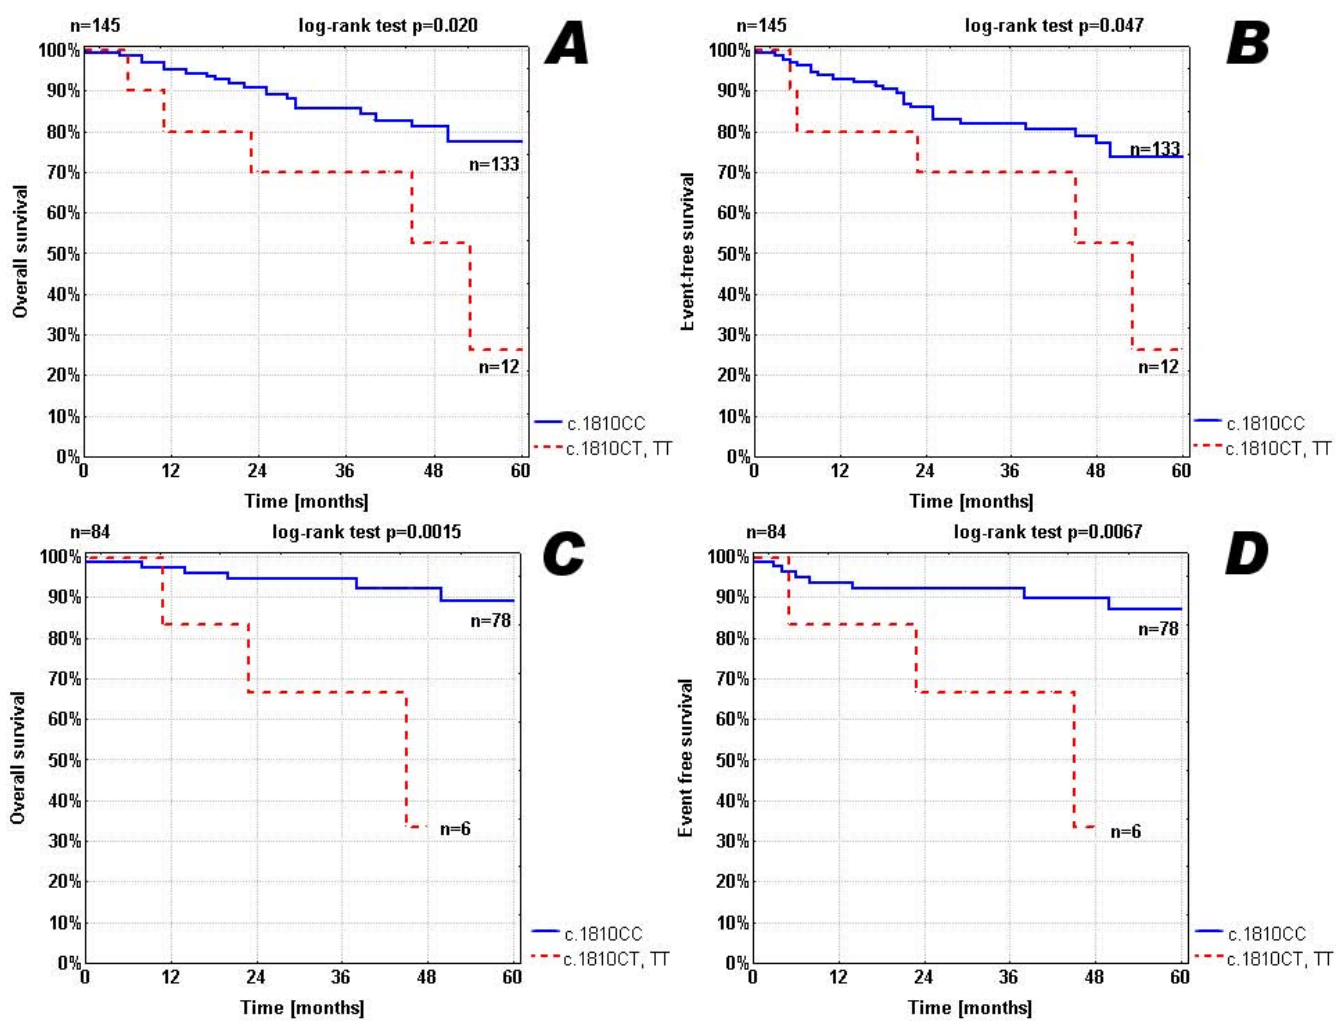 n=145 log-rank test p=0.020
A
100%
90%
80%
70%
60%
50%
40%
30%
20%
10%
0%
Overall survival
n=133
n=12
c.1810CC
c.1810CT, TT
0 12 24 36 48 60
Time [months]
n=145 log-rank test p=0.047
B
100%
90%
80%
70%
60%
50%
40%
30%
20%
10%
0%
Event-free survival
n=133
n=12
c.1810CC
c.1810CT, TT
0 12 24 36 48 60
Time [months]
n=84 log-rank test p=0.0015
C
100%
90%
80%
70%
60%
50%
40%
30%
20%
10%
0%
Overall survival
n=78
n=6
c.1810CC
c.1810CT, TT
0 12 24 36 48 60
Time [months]
n=84 log-rank test p=0.0067
D
100%
90%
80%
70%
60%
50%
40%
30%
20%
10%
0%
Event free survival
n=78
n=6
c.1810CC
c.1810CT, TT
0 12 24 36 48 60
Time [months]